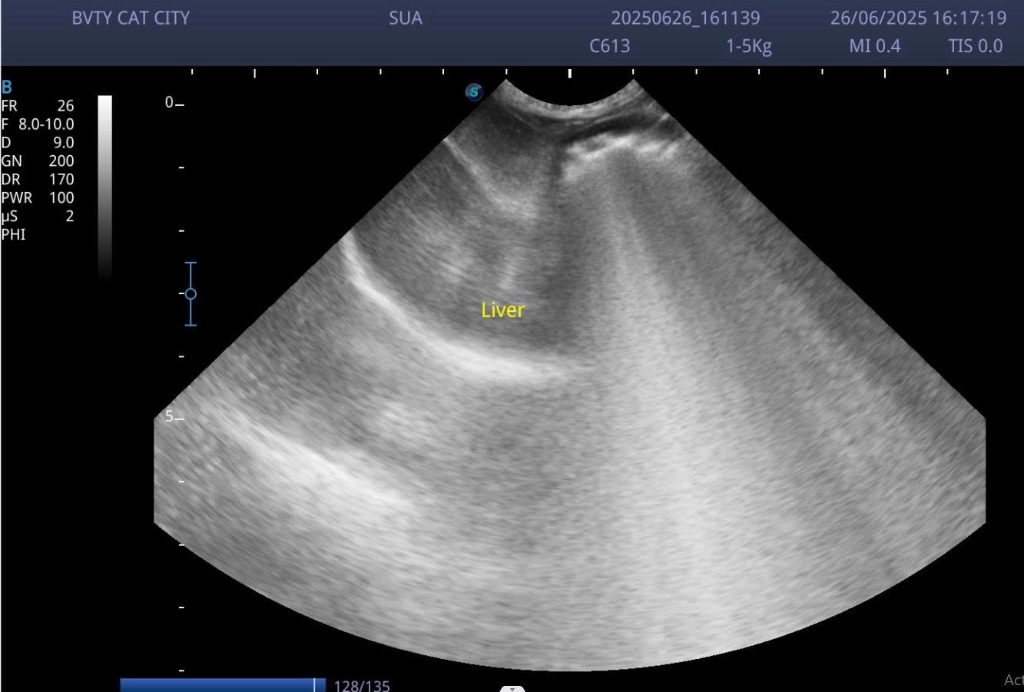 BVTY CAT CITY SUA 20250626_161139 26/06/2025 16:17:19
C613 1-5Kg MI 0.4 TIS 0.0
B
FR 26
F 8.0-10.0
D 9.0
GN 200
DR 170
PWR 100
µS 2
PHI
0
S
Liver
5
128/135
Act